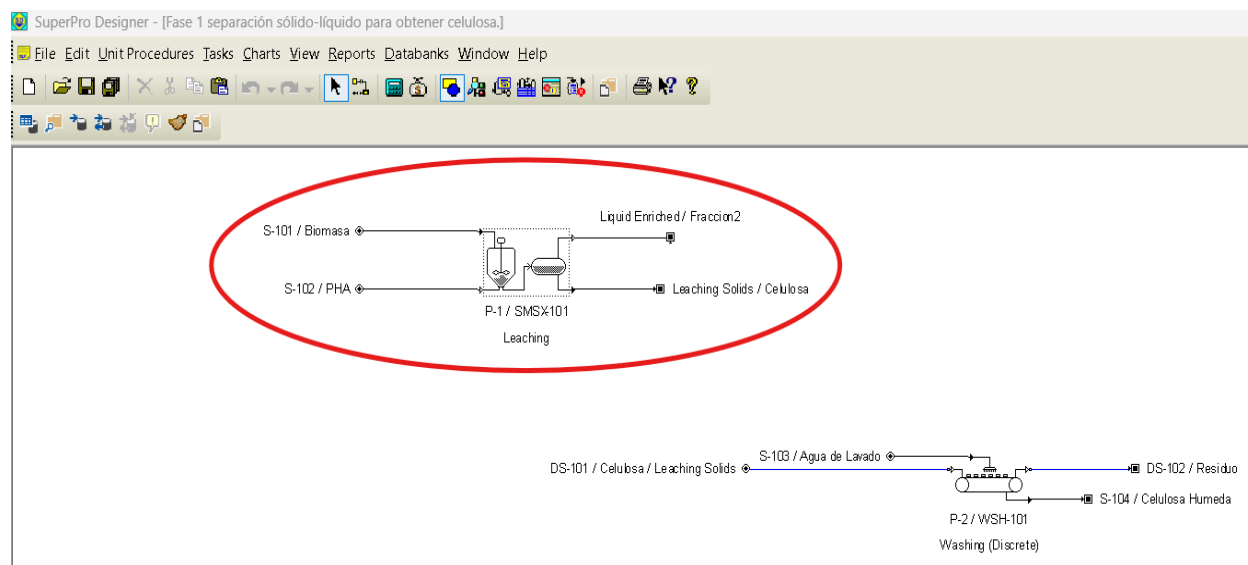 SuperPro Designer - [Fase 1 separación sólido-líquido para obtener celulosa.]
File Edit Unit Procedures Tasks Charts View Reports Databanks Window Help
Liquid Enriched / Fraccion2
S-101 / Biomasa
S-102 / PHA
Leaching Solids / Celulosa
P-1 / SMSX-101
Leaching
S-103 / Agua de Lavado
DS-101 / Celulosa / Leaching Solids
DS-102 / Residuo
S-104 / Celulosa Humeda
P-2 / WSH-101
Washing (Discrete)